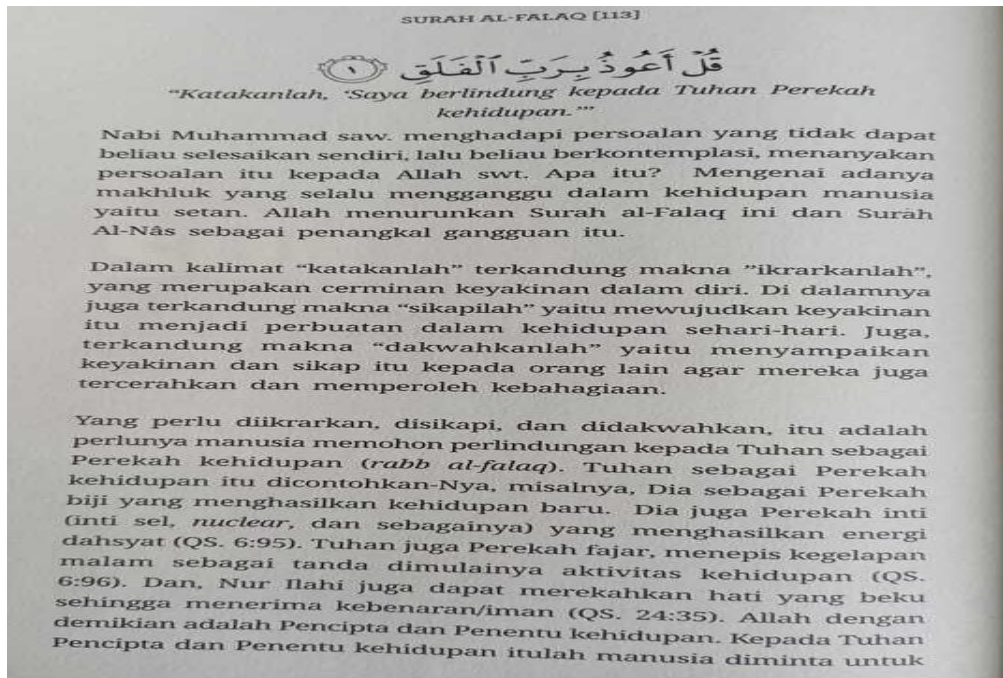 SURAH AL-FALAQ [113]
قُلْ أَعُوذُ بِرَبِّ ٱلْفَلَقِ ١
“Katakanlah, ‘Saya berlindung kepada Tuhan Perekah
kehidupan.’”
Nabi Muhammad saw. menghadapi persoalan yang tidak dapat
beliau selesaikan sendiri, lalu beliau berkontemplasi, menanyakan
persoalan itu kepada Allah swt. Apa itu? Mengenai adanya
makhluk yang selalu mengganggu dalam kehidupan manusia
yaitu setan. Allah menurunkan Surah al-Falaq ini dan Surah
Al-Nâs sebagai penangkal gangguan itu.
Dalam kalimat “katakanlah” terkandung makna ”ikrarkanlah”,
yang merupakan cerminan keyakinan dalam diri. Di dalamnya
juga terkandung makna “sikapilah” yaitu mewujudkan keyakinan
itu menjadi perbuatan dalam kehidupan sehari-hari. Juga,
terkandung makna “dakwahkanlah” yaitu menyampaikan
keyakinan dan sikap itu kepada orang lain agar mereka juga
tercerahkan dan memperoleh kebahagiaan.
Yang perlu diikrarkan, disikapi, dan didakwahkan, itu adalah
perlunya manusia memohon perlindungan kepada Tuhan sebagai
Perekah kehidupan (rabb al-falaq). Tuhan sebagai Perekah
kehidupan itu dicontohkan-Nya, misalnya, Dia sebagai Perekah
biji yang menghasilkan kehidupan baru. Dia juga Perekah inti
(inti sel, nuclear, dan sebagainya) yang menghasilkan energi
dahsyat (QS. 6:95). Tuhan juga Perekah fajar, menepis kegelapan
malam sebagai tanda dimulainya aktivitas kehidupan (QS.
6:96). Dan, Nur Ilahi juga dapat merekahkan hati yang beku
sehingga menerima kebenaran/iman (QS. 24:35). Allah dengan
demikian adalah Pencipta dan Penentu kehidupan. Kepada Tuhan
Pencipta dan Penentu kehidupan itulah manusia diminta untuk